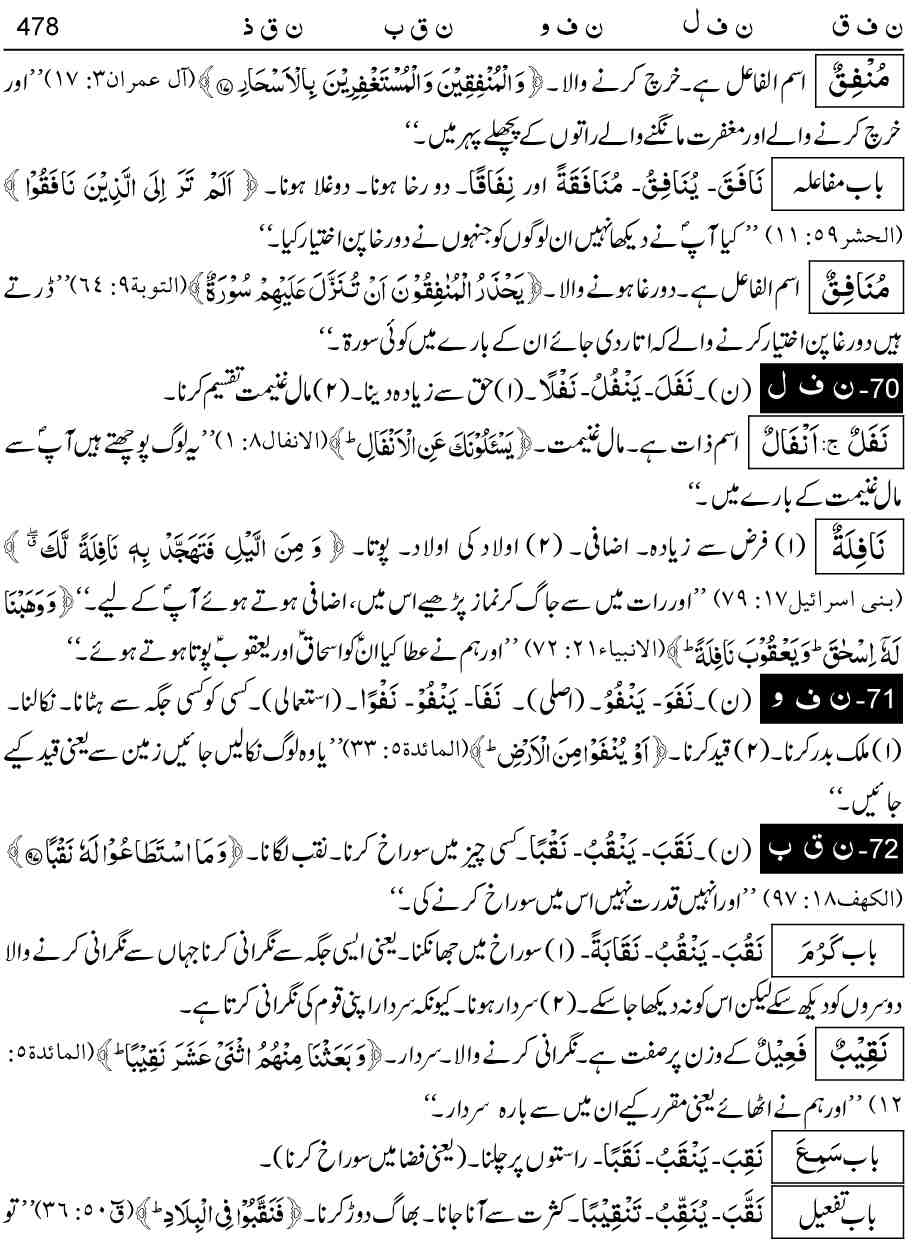 ن ف ق ن ف ل ن ف و ن ق ب ن ق ذ 478
مُنْفِقٌ اسم الفاعل ہے۔ خرچ کرنے والا۔ ﴿وَالْمُنْفِقِیْنَ وَالْمُسْتَغْفِرِیْنَ بِالْاَسْحَارِ ﴿۱۷﴾﴾ (آل عمران۳: ۱۷) ’’اور
خرچ کرنے والے اور مغفرت مانگنے والے راتوں کے پچھلے پہر میں۔‘‘
باب مفاعلہ نَافَقَ- یُنَافِقُ- مُنَافَقَۃً اور نِفَاقًا۔ دو رخا ہونا۔ دوغلا ہونا۔ ﴿اَلَمْ تَرَ اِلَی الَّذِیْنَ نَافَقُوْا﴾
(الحشر۵۹: ۱۱) ’’کیا آپؐ نے دیکھا نہیں ان لوگوں کو جنہوں نے دورخا پن اختیار کیا۔‘‘
مُنَافِقٌ اسم الفاعل ہے۔ دورغا ہونے والا۔ ﴿یَحْذَرُ الْمُنٰفِقُوْنَ اَنْ تُنَزَّلَ عَلَیْہِمْ سُوْرَۃٌ﴾ (التوبۃ۹: ۶۴) ’’ڈرتے
ہیں دورغا پن اختیار کرنے والے کہ اتار دی جائے ان کے بارے میں کوئی سورۃ۔‘‘
70- ن ف ل (ن)۔ نَفَلَ- یَنْفُلُ- نَفْلًا۔ (۱) حق سے زیادہ دینا۔ (۲) مال غنیمت تقسیم کرنا۔
نَفَلٌ ج: اَنْفَالٌ اسم ذات ہے۔ مال غنیمت۔ ﴿یَسْئَلُوْنَکَ عَنِ الْاَنْفَالِ ؕ﴾ (الانفال۸: ۱) ’’یہ لوگ پوچھتے ہیں آپؐ سے
مال غنیمت کے بارے میں۔‘‘
نَافِلَۃٌ (۱) فرض سے زیادہ۔ اضافی۔ (۲) اولاد کی اولاد۔ پوتا۔ ﴿وَ مِنَ الَّیْلِ فَتَہَجَّدْ بِہٖ نَافِلَۃً لَّکَ ٭ۖ﴾
(بنی اسرائیل۱۷: ۷۹) ’’اور رات میں سے جاگ کر نماز پڑھیے اس میں، اضافی ہوتے ہوئے آپؐ کے لیے۔‘‘ ﴿وَوَہَبْنَا
لَہٗۤ اِسْحٰقَ ؕ وَیَعْقُوْبَ نَافِلَۃً ؕ﴾ (الانبیاء۲۱: ۷۲) ’’اور ہم نے عطا کیا انؑ کو اسحاقؑ اور یعقوبؑ پوتا ہوتے ہوئے۔‘‘
71- ن ف و (ن)۔ نَفَوَ- یَنْفُوُ۔ (اصلی)۔ نَفَا- یَنْفُوْ- نَفْوًا۔ (استعمالی)۔ کسی کو کسی جگہ سے ہٹانا۔ نکالنا۔
(۱) ملک بدر کرنا۔ (۲) قید کرنا۔ ﴿اَوْ یُنْفَوْا مِنَ الْاَرْضِ ؕ﴾ (المائدۃ۵: ۳۳) ’’یا وہ لوگ نکالیں جائیں زمین سے یعنی قید کیے
جائیں۔‘‘
72- ن ق ب (ن)۔ نَقَبَ- یَنْقُبُ- نَقْبًا۔ کسی چیز میں سوراخ کرنا۔ نقب لگانا۔ ﴿وَمَا اسْتَطَاعُوْا لَہٗ نَقْبًا ﴿۹۷﴾﴾
(الکہف۱۸: ۹۷) ’’اور انہیں قدرت نہیں اس میں سوراخ کرنے کی۔‘‘
باب کَرُمَ نَقُبَ- یَنْقُبُ- نَقَابَۃً- (۱) سوراخ میں جھانکنا۔ یعنی ایسی جگہ سے نگرانی کرنا جہاں سے نگرانی کرنے والا
دوسروں کو دیکھ سکے لیکن اس کو نہ دیکھا جا سکے۔ (۲) سردار ہونا۔ کیونکہ سردار اپنی قوم کی نگرانی کرتا ہے۔
نَقِیْبٌ فَعِیْلٌ کے وزن پر صفت ہے۔ نگرانی کرنے والا۔ سردار۔ ﴿وَبَعَثْنَا مِنْہُمُ اثْنَیْ عَشَرَ نَقِیْبًا ؕ﴾ (المائدۃ۵:
۱۲) ’’اور ہم نے اٹھائے یعنی مقرر کیے ان میں سے بارہ سردار۔‘‘
باب سَمِعَ نَقِبَ- یَنْقَبُ- نَقَبًا- راستوں پر چلنا۔ (یعنی فضا میں سوراخ کرنا)۔
باب تفعیل نَقَّبَ- یُنَقِّبُ- تَنْقِیْبًا۔ کثرت سے آنا جانا۔ بھاگ دوڑ کرنا۔ ﴿فَنَقَّبُوْا فِی الْبِلَادِ ؕ﴾ (قٓ۵۰: ۳۶) ’’تو